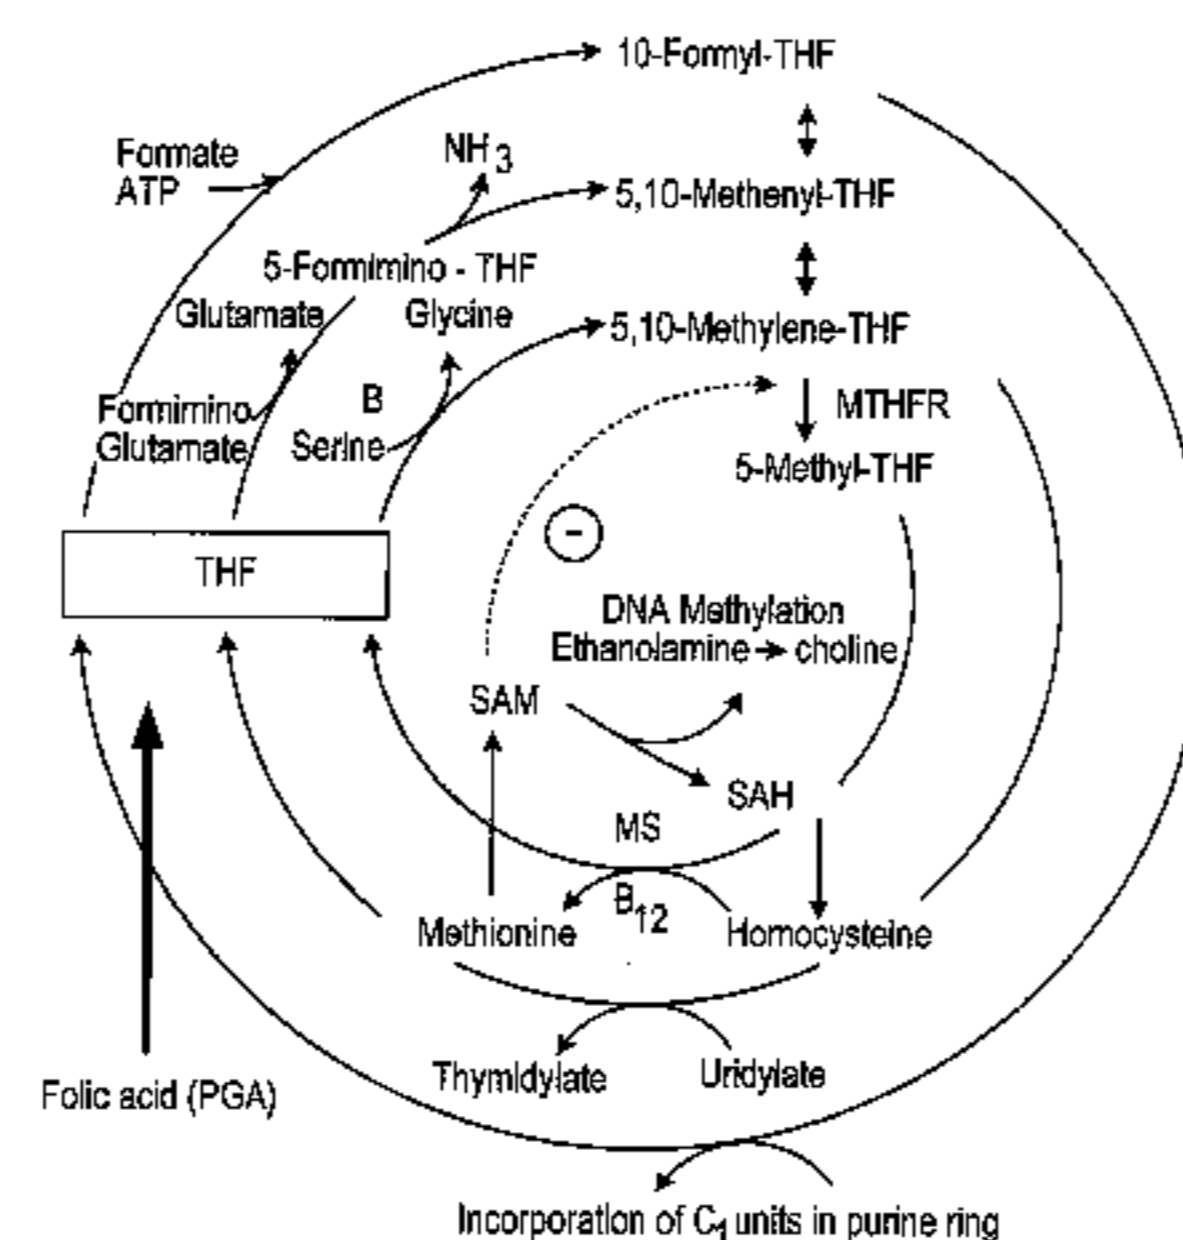 10-Formyl-THF
Formate
ATP
NH3
5,10-Methenyl-THF
5-Formimino - THF
Glutamate
Glycine
5,10-Methylene-THF
Formimino
Glutamate
B
Serine
MTHFR
5-Methyl-THF
THF
−
DNA Methylation
Ethanolamine → choline
SAM
SAH
MS
B12
Methionine
Homocysteine
Thymidylate
Uridylate
Folic acid (PGA)
Incorporation of C1 units in purine ring